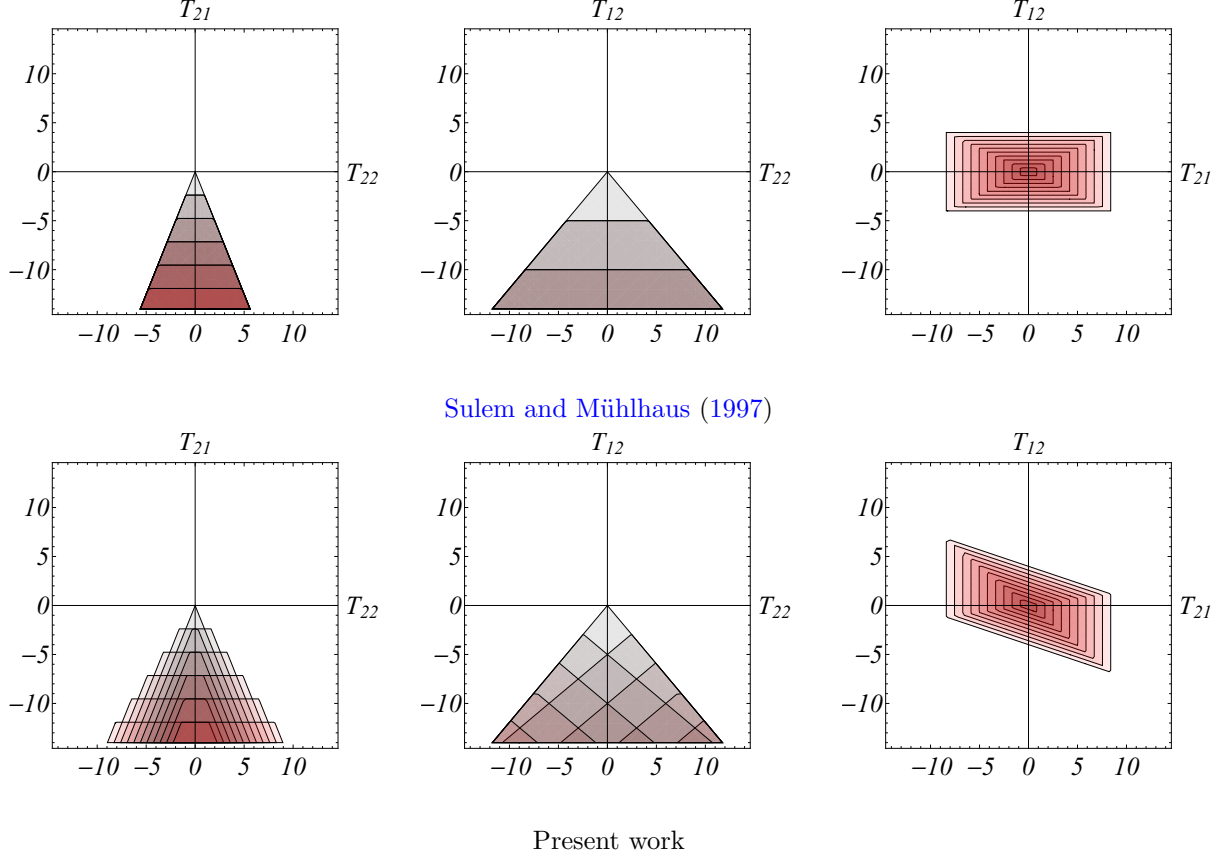 T21 T12 T12
10 10 10
5 5 5
0 T22 0 T22 0 T21
−5 −5 −5
−10 −10 −10
−10 −5 0 5 10 −10 −5 0 5 10 −10 −5 0 5 10
Sulem and Mühlhaus (1997)
T21 T12 T12
10 10 10
5 5 5
0 T22 0 T22 0 T21
−5 −5 −5
−10 −10 −10
−10 −5 0 5 10 −10 −5 0 5 10 −10 −5 0 5 10
Present work